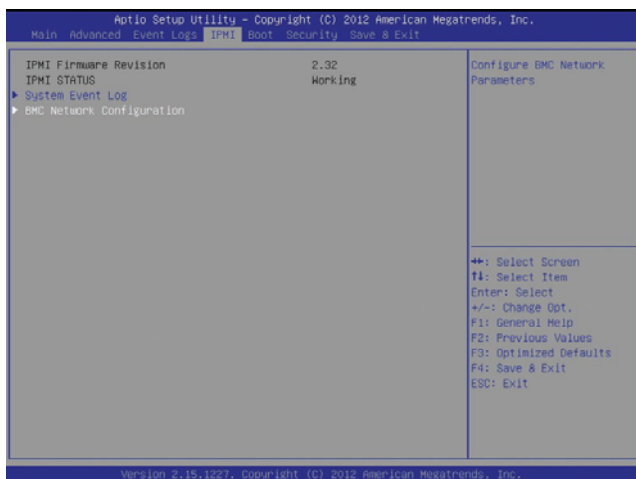 Aptio Setup Utility – Copyright (C) 2012 American Megatrends, Inc.
Main Advanced Event Logs IPMI Boot Security Save & Exit
IPMI Firmware Revision 2.32
IPMI STATUS Working
System Event Log
BMC Network Configuration
Configure BMC Network
Parameters
→←: Select Screen
↑↓: Select Item
Enter: Select
+/-: Change Opt.
F1: General Help
F2: Previous Values
F3: Optimized Defaults
F4: Save & Exit
ESC: Exit
Version 2.15.1227. Copyright (C) 2012 American Megatrends, Inc.